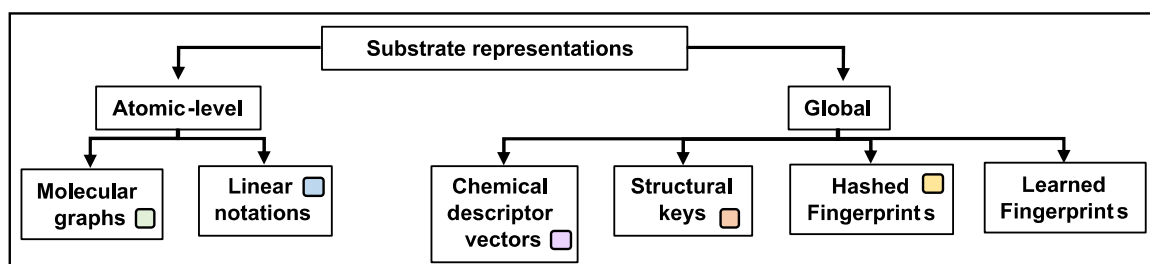 Substrate representations
Atomic-level
Global
Molecular
graphs
Linear
notations
Chemical
descriptor
vectors
Structural
keys
Hashed
Fingerprints
Learned
Fingerprints